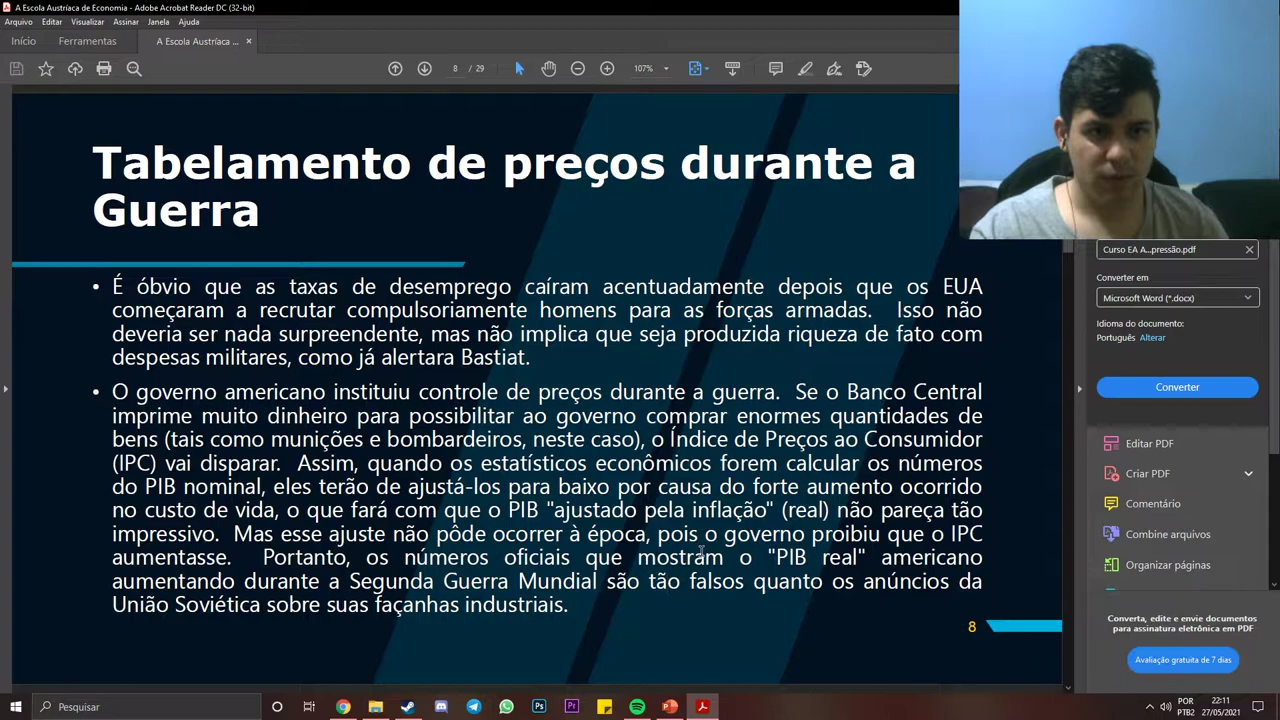 A Escola Austríaca de Economia - Adobe Acrobat Reader DC (32-bit)
Arquivo Editar Visualizar Assinar Janela Ajuda
Início Ferramentas A Escola Austríaca ... ×
8 / 29 107%
Tabelamento de preços durante a
Guerra
• É óbvio que as taxas de desemprego caíram acentuadamente depois que os EUA
começaram a recrutar compulsoriamente homens para as forças armadas. Isso não
deveria ser nada surpreendente, mas não implica que seja produzida riqueza de fato com
despesas militares, como já alertara Bastiat.
• O governo americano instituiu controle de preços durante a guerra. Se o Banco Central
imprime muito dinheiro para possibilitar ao governo comprar enormes quantidades de
bens (tais como munições e bombardeiros, neste caso), o Índice de Preços ao Consumidor
(IPC) vai disparar. Assim, quando os estatísticos econômicos forem calcular os números
do PIB nominal, eles terão de ajustá-los para baixo por causa do forte aumento ocorrido
no custo de vida, o que fará com que o PIB "ajustado pela inflação" (real) não pareça tão
impressivo. Mas esse ajuste não pôde ocorrer à época, pois o governo proibiu que o IPC
aumentasse. Portanto, os números oficiais que mostram o "PIB real" americano
aumentando durante a Segunda Guerra Mundial são tão falsos quanto os anúncios da
União Soviética sobre suas façanhas industriais.
8
Curso EA A...pressão.pdf
Converter em
Microsoft Word (*.docx)
Idioma do documento:
Português Alterar
Converter
Editar PDF
Criar PDF
Comentário
Combine arquivos
Organizar páginas
Converta, edite e envie documentos
para assinatura eletrônica em PDF
Avaliação gratuita de 7 dias
Pesquisar
Ps
Pr
POR
PTB2
22:11
27/05/2021